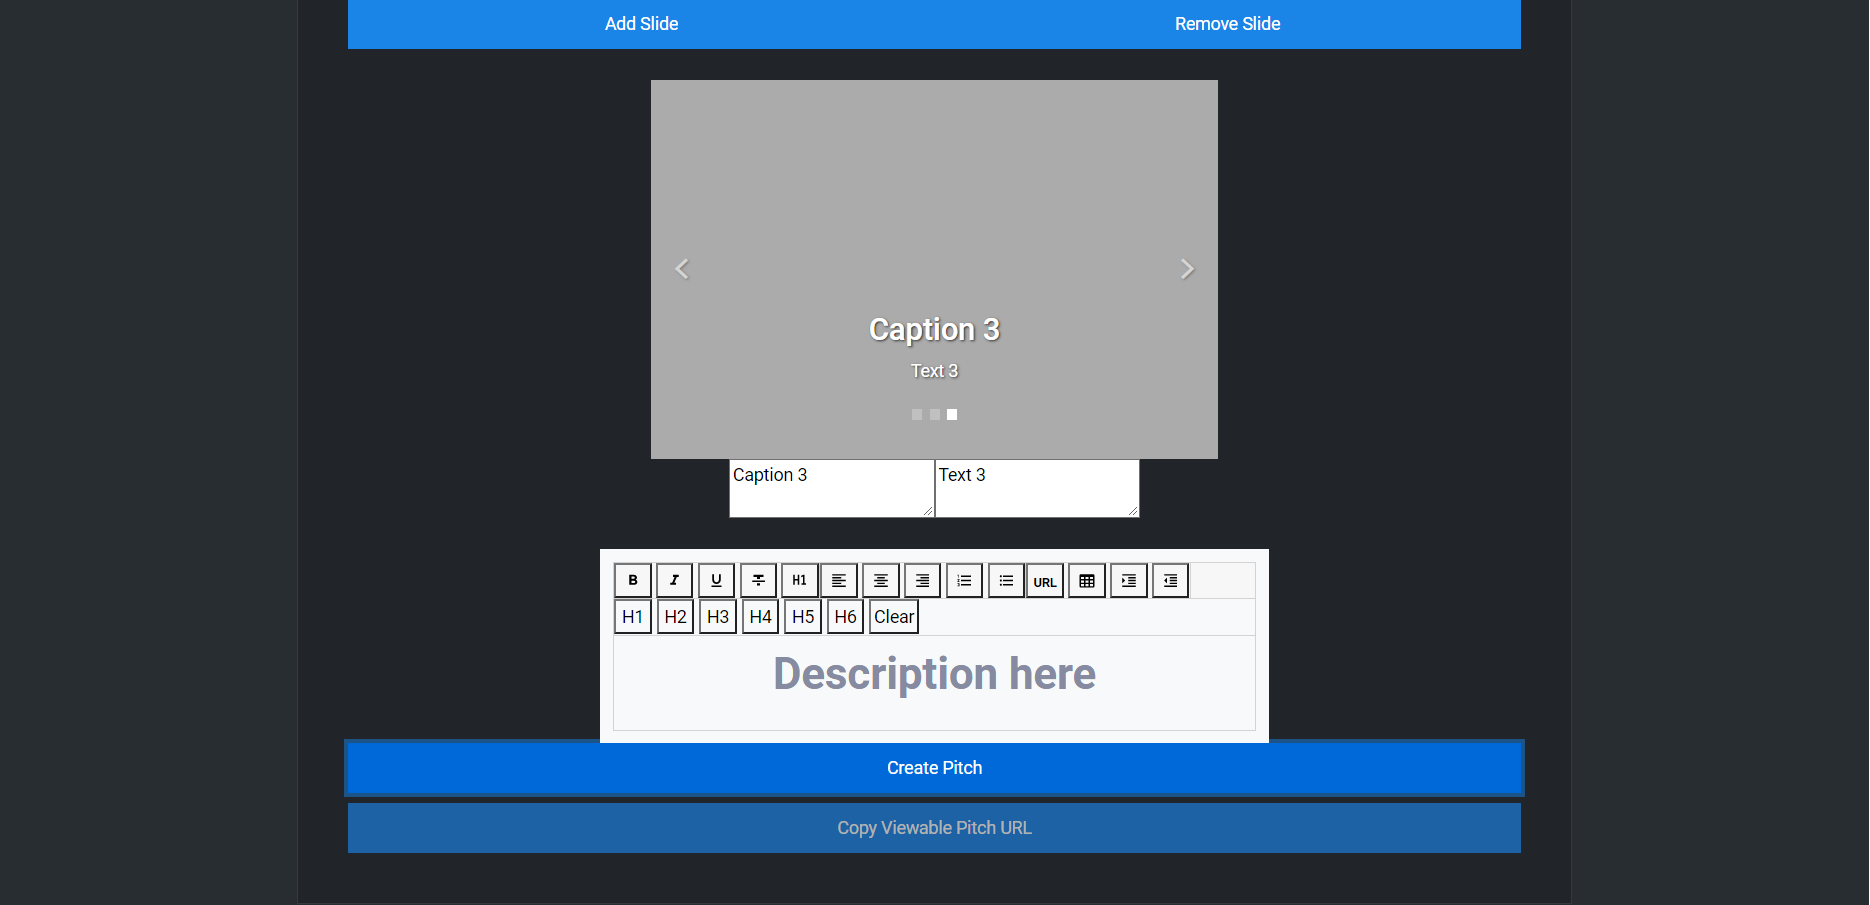 Add Slide Remove Slide
Caption 3
Text 3
Caption 3 Text 3
B I U T H1 URL
H1 H2 H3 H4 H5 H6 Clear
Description here
Create Pitch
Copy Viewable Pitch URL